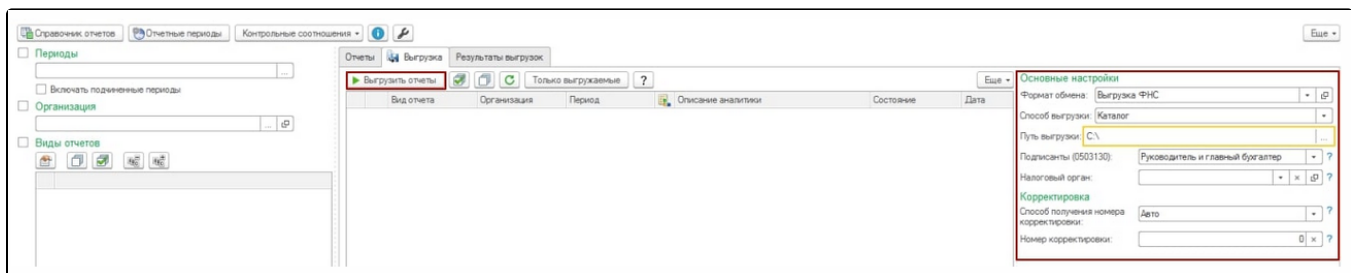 Справочник отчетов Отчетные периоды Контрольные соотношения Еще
Периоды
...
Включать подчиненные периоды
Организация
...
Виды отчетов
Отчеты Выгрузка Результаты выгрузок
Выгрузить отчеты Только выгружаемые ? Еще
Вид отчета Организация Период Описание аналитики Состояние Дата
Основные настройки
Формат обмена: Выгрузка ФНС
Способ выгрузки: Каталог
Путь выгрузки: C:\ ...
Подписанты (0503130): Руководитель и главный бухгалтер ?
Налоговый орган: × ?
Корректировка
Способ получения номера
корректировки: Авто ?
Номер корректировки: 0 × ?